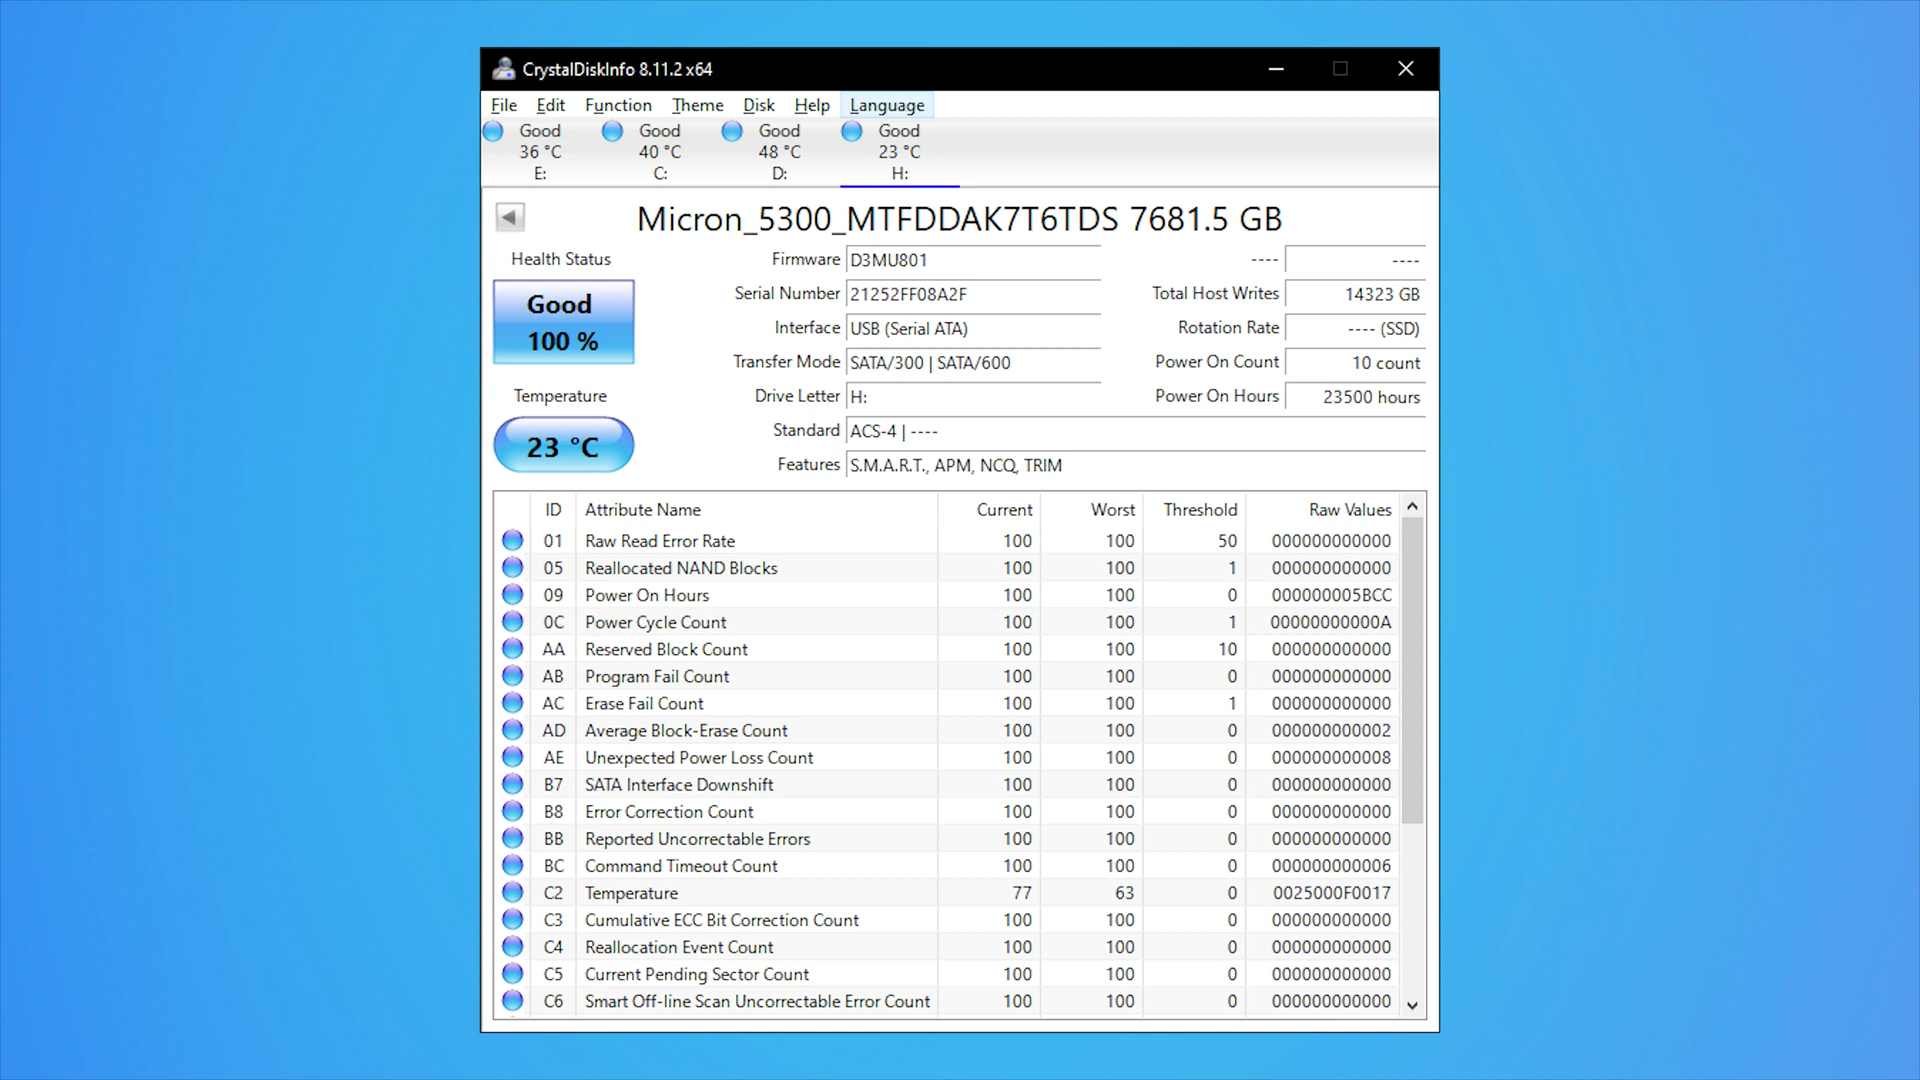 CrystalDiskInfo 8.11.2 x64
File Edit Function Theme Disk Help Language
Good Good Good Good
36 °C 40 °C 48 °C 23 °C
E: C: D: H:
Micron_5300_MTFDDAK7T6TDS 7681.5 GB
Health Status
Good
100 %
Temperature
23 °C
Firmware D3MU801 ---- ----
Serial Number 21252FF08A2F Total Host Writes 14323 GB
Interface USB (Serial ATA) Rotation Rate ---- (SSD)
Transfer Mode SATA/300 | SATA/600 Power On Count 10 count
Drive Letter H: Power On Hours 23500 hours
Standard ACS-4 | ----
Features S.M.A.R.T., APM, NCQ, TRIM
ID Attribute Name Current Worst Threshold Raw Values
01 Raw Read Error Rate 100 100 50 000000000000
05 Reallocated NAND Blocks 100 100 1 000000000000
09 Power On Hours 100 100 0 000000005BCC
0C Power Cycle Count 100 100 1 00000000000A
AA Reserved Block Count 100 100 10 000000000000
AB Program Fail Count 100 100 0 000000000000
AC Erase Fail Count 100 100 1 000000000000
AD Average Block-Erase Count 100 100 0 000000000002
AE Unexpected Power Loss Count 100 100 0 000000000008
B7 SATA Interface Downshift 100 100 0 000000000000
B8 Error Correction Count 100 100 0 000000000000
BB Reported Uncorrectable Errors 100 100 0 000000000000
BC Command Timeout Count 100 100 0 000000000006
C2 Temperature 77 63 0 0025000F0017
C3 Cumulative ECC Bit Correction Count 100 100 0 000000000000
C4 Reallocation Event Count 100 100 0 000000000000
C5 Current Pending Sector Count 100 100 0 000000000000
C6 Smart Off-line Scan Uncorrectable Error Count 100 100 0 000000000000